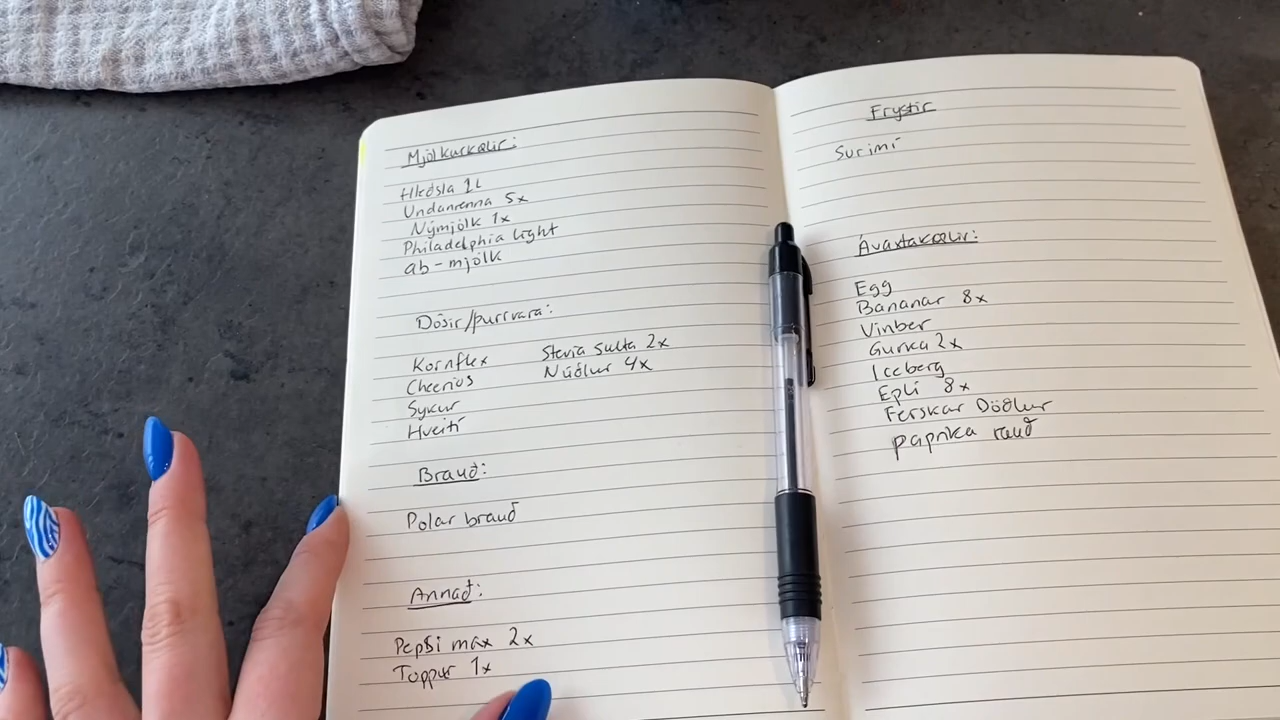 Mjólkurkælir:
Hleðsla 1L
Undanrenna 5x
Nýmjólk 1x
Philadelphia light
ab-mjólk
Dósir/þurrvara:
Kornflex
Cheerios
Sykur
Hveiti
Stevia sulta 2x
Núðlur 4x
Brauð:
Polar brauð
Annað:
Pepsi max 2x
Toppur 1x
Frystir
Surimi
Ávaxtakælir:
Egg
Bananar 8x
Vinber
Gurka 2x
Iceberg
Epli 8x
Ferskar Döðlur
paprika rauð